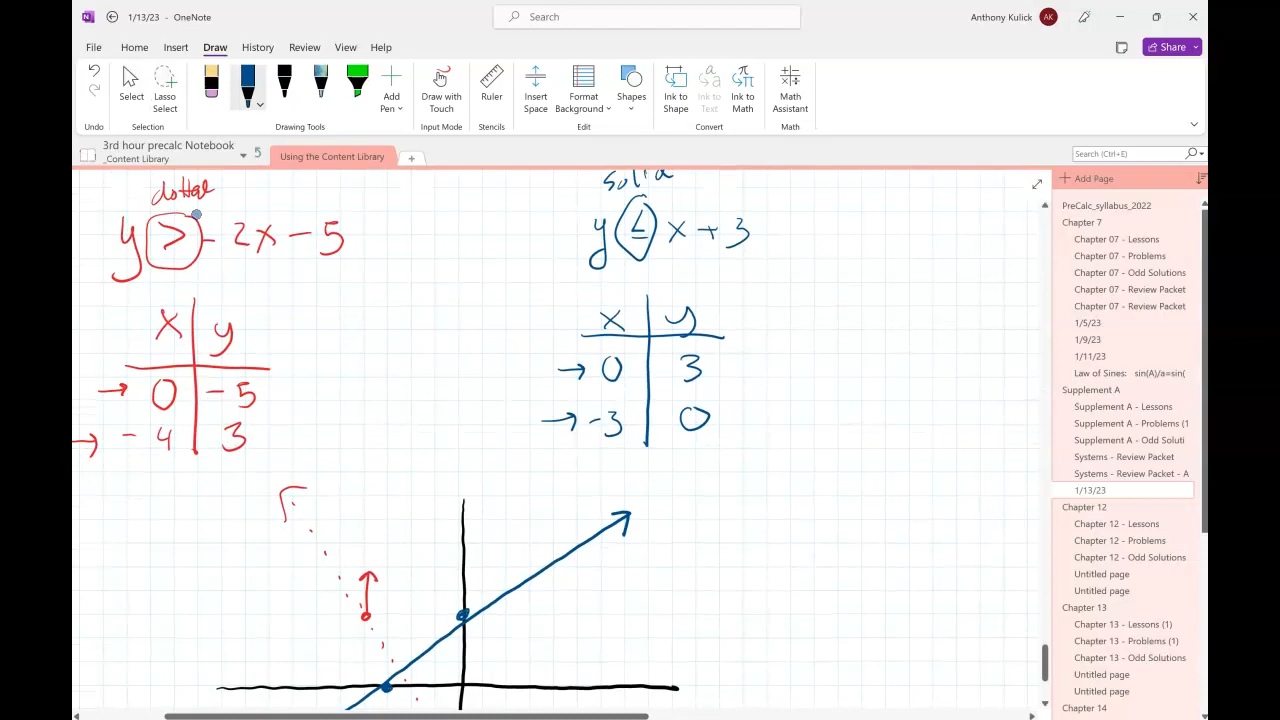 1/13/23 - OneNote
Search
Anthony Kulick
AK
File Home Insert Draw History Review View Help
Share
Undo
Select
Lasso Select
Selection
Add Pen
Drawing Tools
Draw with Touch
Input Mode
Ruler
Stencils
Insert Space
Format Background
Shapes
Edit
Ink to Shape
Ink to Text
Ink to Math
Convert
Math Assistant
Math
3rd hour precalc Notebook
_Content Library
5
Using the Content Library
Search (Ctrl+E)
Add Page
PreCalc_syllabus_2022
Chapter 7
Chapter 07 - Lessons
Chapter 07 - Problems
Chapter 07 - Odd Solutions
Chapter 07 - Review Packet
Chapter 07 - Review Packet
1/5/23
1/9/23
1/11/23
Law of Sines: sin(A)/a=sin(
Supplement A
Supplement A - Lessons
Supplement A - Problems (1
Supplement A - Odd Soluti
Systems - Review Packet
Systems - Review Packet - A
1/13/23
Chapter 12
Chapter 12 - Lessons
Chapter 12 - Problems
Chapter 12 - Odd Solutions
Untitled page
Untitled page
Chapter 13
Chapter 13 - Lessons (1)
Chapter 13 - Problems (1)
Chapter 13 - Odd Solutions
Untitled page
Untitled page
Chapter 14
y > - 2x - 5
x y
→ 0 -5
→ -4 3
solid
y ≤ x + 3
x y
→ 0 3
→ -3 0